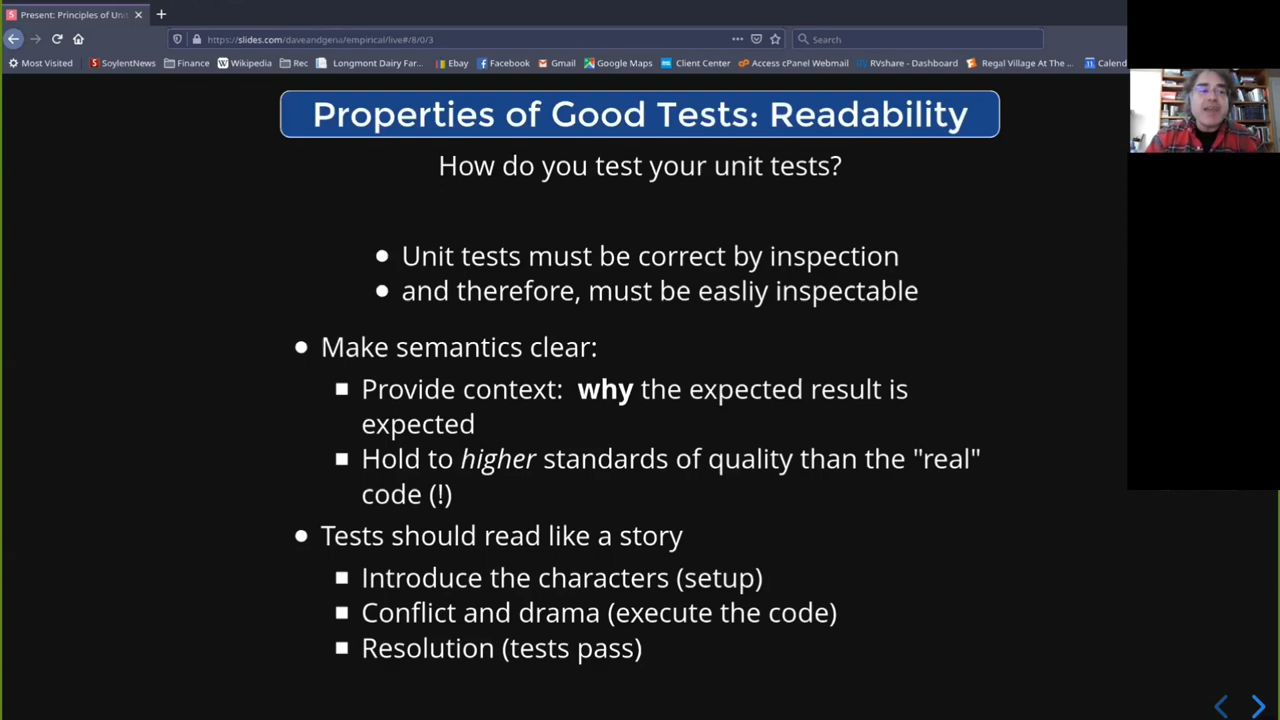 Present: Principles of Uni
https://slides.com/daveandgena/empirical/live#/8/0/3
Search
Most Visited SoylentNews Finance Wikipedia Rec Longmont Dairy Far... Ebay Facebook Gmail Google Maps Client Center Access cPanel Webmail RVshare - Dashboard Regal Village At The ... Calend
Properties of Good Tests: Readability
How do you test your unit tests?
Unit tests must be correct by inspection
and therefore, must be easliy inspectable
Make semantics clear:
Provide context: why the expected result is
expected
Hold to higher standards of quality than the "real"
code (!)
Tests should read like a story
Introduce the characters (setup)
Conflict and drama (execute the code)
Resolution (tests pass)